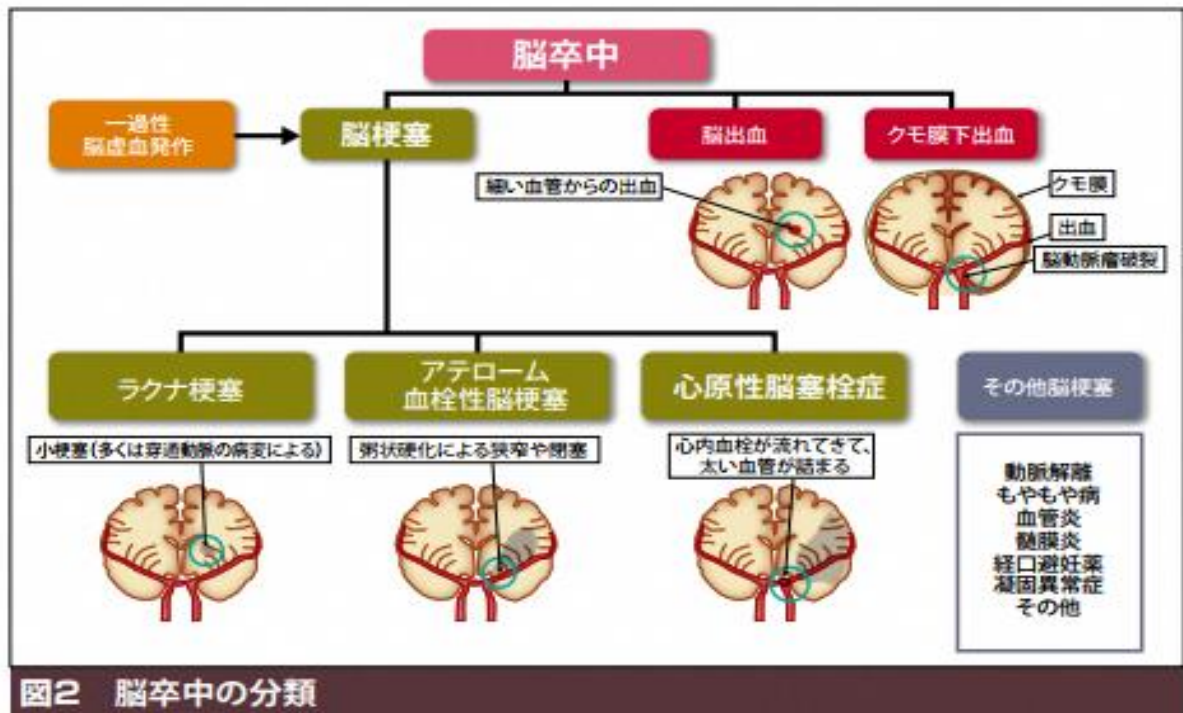 脳卒中
一過性
脳虚血発作
脳梗塞
脳出血
クモ膜下出血
細い血管からの出血
クモ膜
出血
脳動脈瘤破裂
ラクナ梗塞
アテローム
血栓性脳梗塞
心原性脳塞栓症
その他脳梗塞
小梗塞(多くは穿通動脈の病変による)
粥状硬化による狭窄や閉塞
心内血栓が流れてきて、
太い血管が詰まる
動脈解離
もやもや病
血管炎
髄膜炎
経口避妊薬
凝固異常症
その他
図2 脳卒中の分類